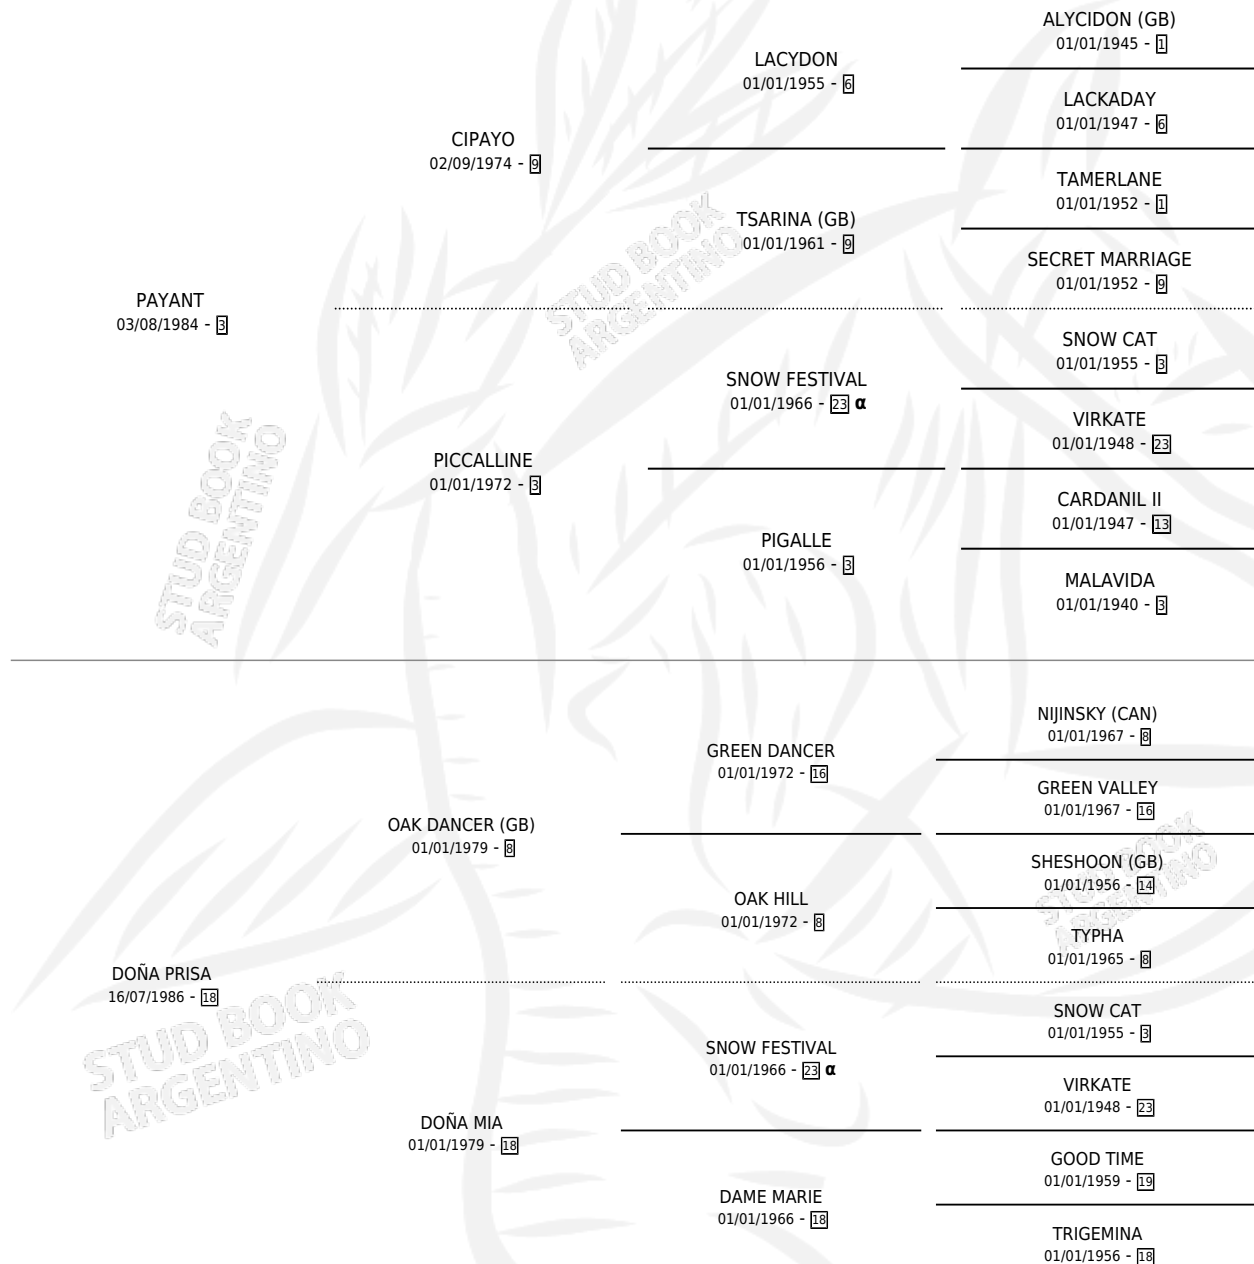 ALYCIDON (GB)
01/01/1945 - 1
LACYDON
01/01/1955 - 6
LACKADAY
01/01/1947 - 6
CIPAYO
02/09/1974 - 9
TAMERLANE
01/01/1952 - 1
TSARINA (GB)
01/01/1961 - 9
SECRET MARRIAGE
01/01/1952 - 9
PAYANT
03/08/1984 - 3
SNOW CAT
01/01/1955 - 3
SNOW FESTIVAL
01/01/1966 - 23 α
VIRKATE
01/01/1948 - 23
PICCALLINE
01/01/1972 - 3
CARDANIL II
01/01/1947 - 13
PIGALLE
01/01/1956 - 3
MALAVIDA
01/01/1940 - 3
NIJINSKY (CAN)
01/01/1967 - 8
GREEN DANCER
01/01/1972 - 16
GREEN VALLEY
01/01/1967 - 16
OAK DANCER (GB)
01/01/1979 - 8
SHESHOON (GB)
01/01/1956 - 14
OAK HILL
01/01/1972 - 8
TYPHA
01/01/1965 - 8
DOÑA PRISA
16/07/1986 - 18
SNOW CAT
01/01/1955 - 3
SNOW FESTIVAL
01/01/1966 - 23 α
VIRKATE
01/01/1948 - 23
DOÑA MIA
01/01/1979 - 18
GOOD TIME
01/01/1959 - 19
DAME MARIE
01/01/1966 - 18
TRIGEMINA
01/01/1956 - 18
STUD BOOK
ARGENTINO
STUD BOOK
ARGENTINO
STUD BOOK
ARGENTINO
STUD BOOK
ARGENTINO